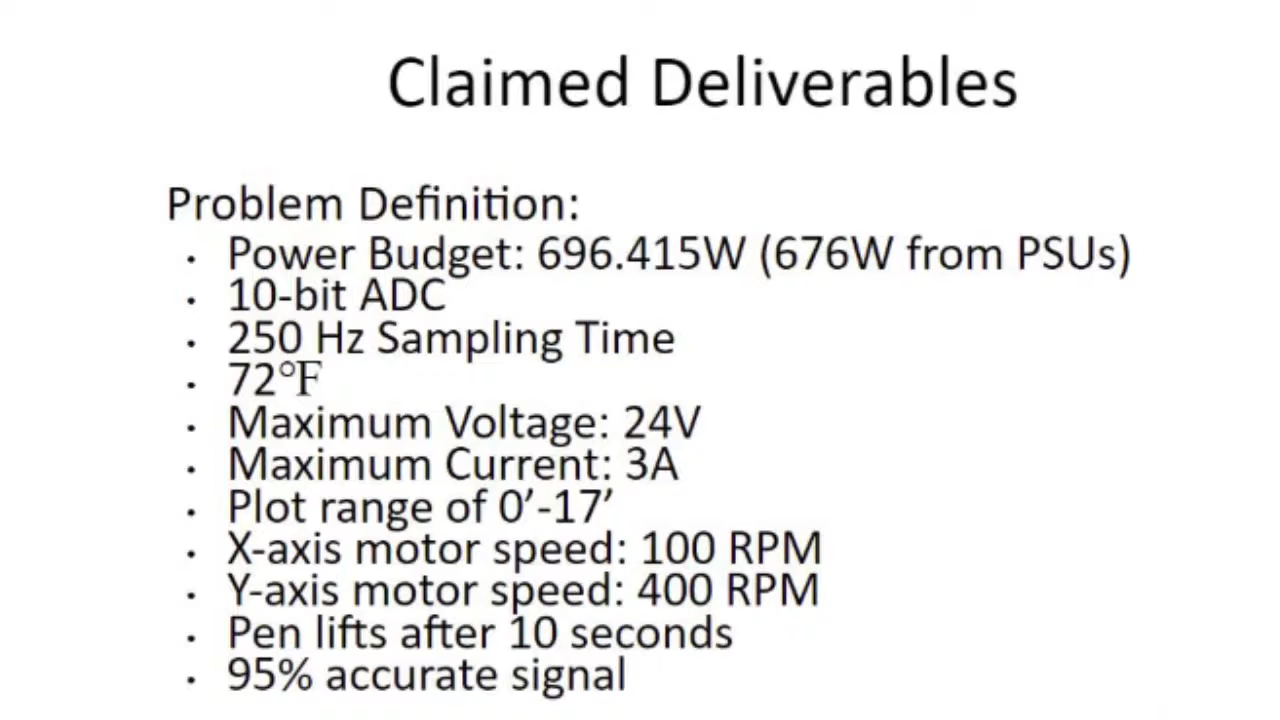 Claimed Deliverables
Problem Definition:
• Power Budget: 696.415W (676W from PSUs)
• 10-bit ADC
• 250 Hz Sampling Time
• 72℉
• Maximum Voltage: 24V
• Maximum Current: 3A
• Plot range of 0’-17’
• X-axis motor speed: 100 RPM
• Y-axis motor speed: 400 RPM
• Pen lifts after 10 seconds
• 95% accurate signal